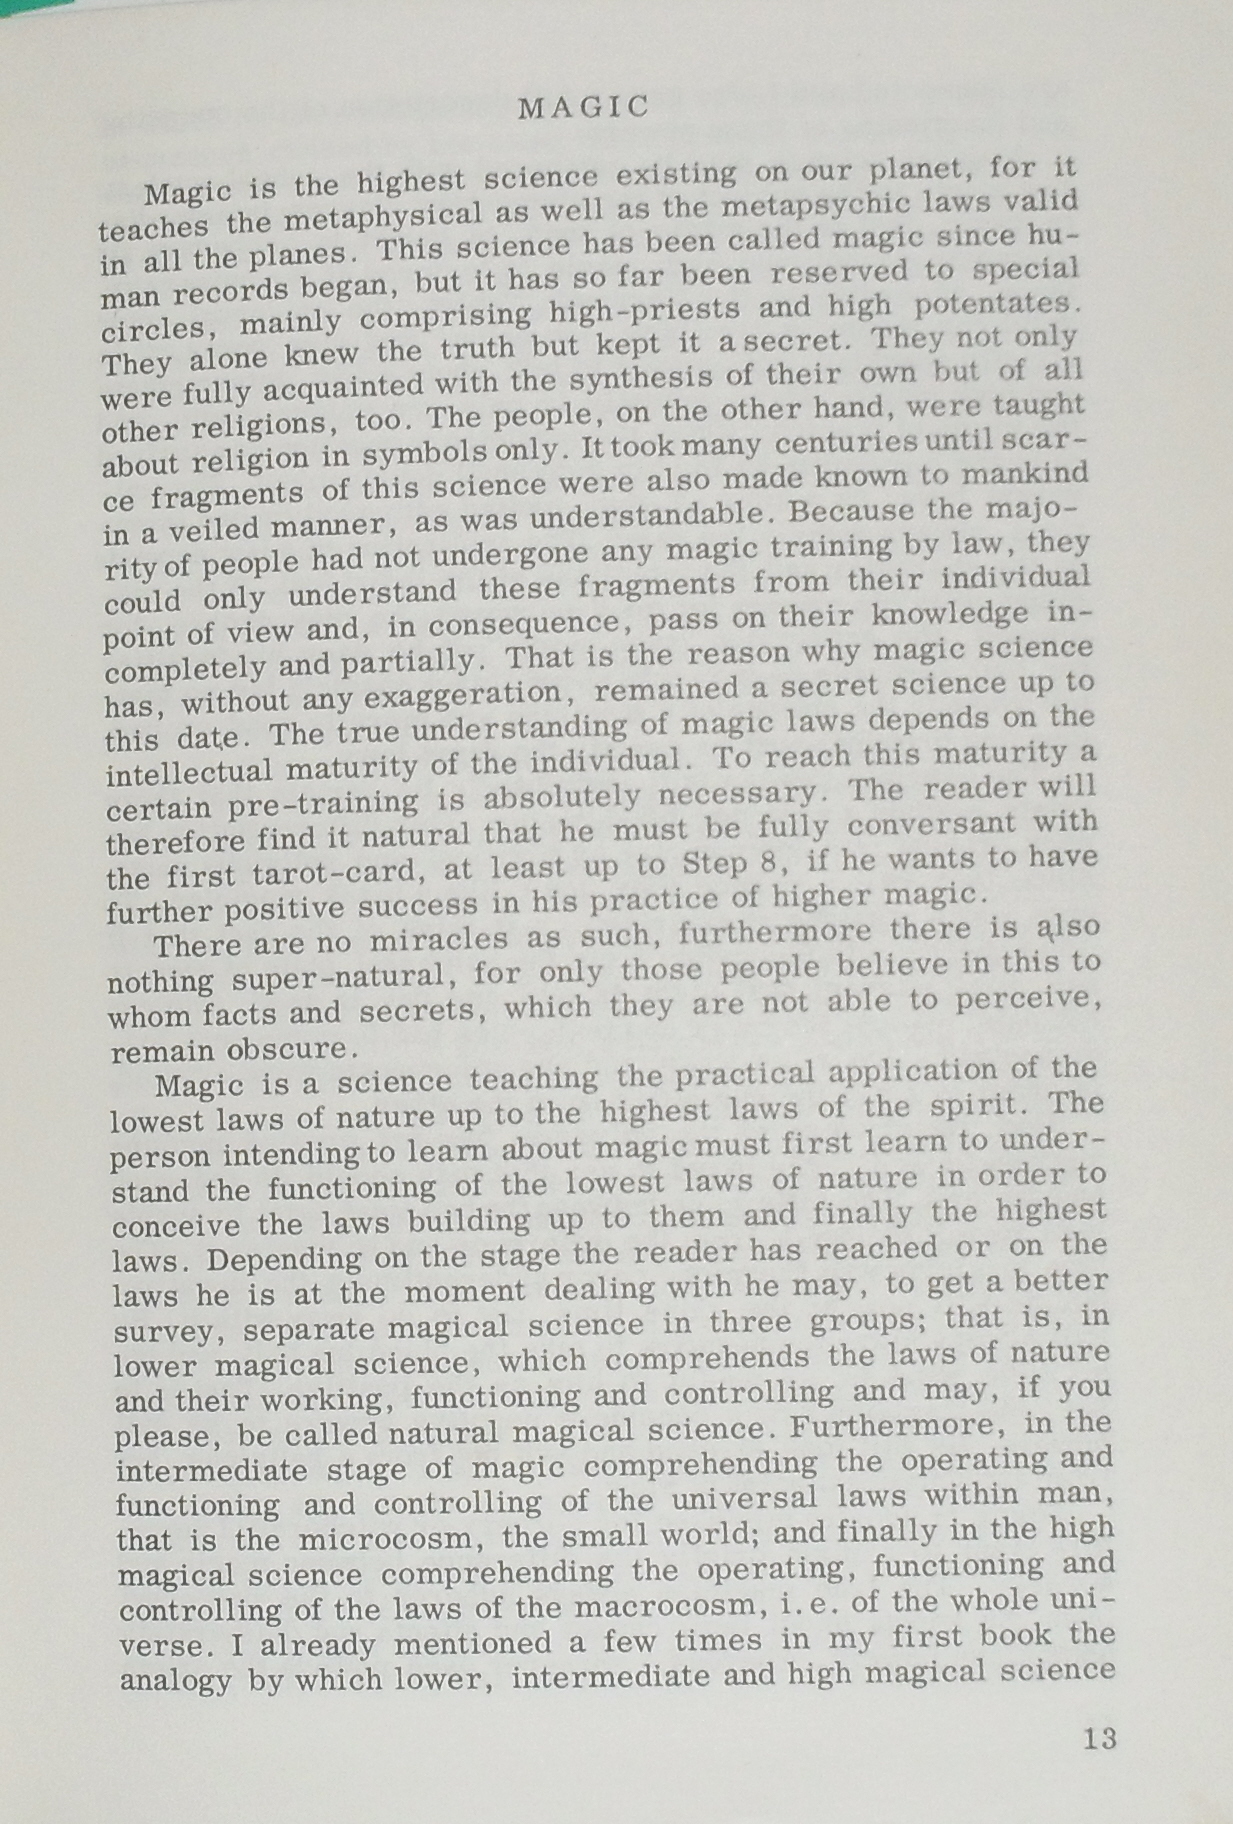 MAGIC
Magic is the highest science existing on our planet, for it
teaches the metaphysical as well as the metapsychic laws valid
in all the planes. This science has been called magic since hu-
man records began, but it has so far been reserved to special
circles, mainly comprising high-priests and high potentates.
They alone knew the truth but kept it a secret. They not only
were fully acquainted with the synthesis of their own but of all
other religions, too. The people, on the other hand, were taught
about religion in symbols only. It took many centuries until scar-
ce fragments of this science were also made known to mankind
in a veiled manner, as was understandable. Because the majo-
rity of people had not undergone any magic training by law, they
could only understand these fragments from their individual
point of view and, in consequence, pass on their knowledge in-
completely and partially. That is the reason why magic science
has, without any exaggeration, remained a secret science up to
this date. The true understanding of magic laws depends on the
intellectual maturity of the individual. To reach this maturity a
certain pre-training is absolutely necessary. The reader will
therefore find it natural that he must be fully conversant with
the first tarot-card, at least up to Step 8, if he wants to have
further positive success in his practice of higher magic.
There are no miracles as such, furthermore there is also
nothing super-natural, for only those people believe in this to
whom facts and secrets, which they are not able to perceive,
remain obscure.
Magic is a science teaching the practical application of the
lowest laws of nature up to the highest laws of the spirit. The
person intending to learn about magic must first learn to under-
stand the functioning of the lowest laws of nature in order to
conceive the laws building up to them and finally the highest
laws. Depending on the stage the reader has reached or on the
laws he is at the moment dealing with he may, to get a better
survey, separate magical science in three groups; that is, in
lower magical science, which comprehends the laws of nature
and their working, functioning and controlling and may, if you
please, be called natural magical science. Furthermore, in the
intermediate stage of magic comprehending the operating and
functioning and controlling of the universal laws within man,
that is the microcosm, the small world; and finally in the high
magical science comprehending the operating, functioning and
controlling of the laws of the macrocosm, i.e. of the whole uni-
verse. I already mentioned a few times in my first book the
analogy by which lower, intermediate and high magical science
13